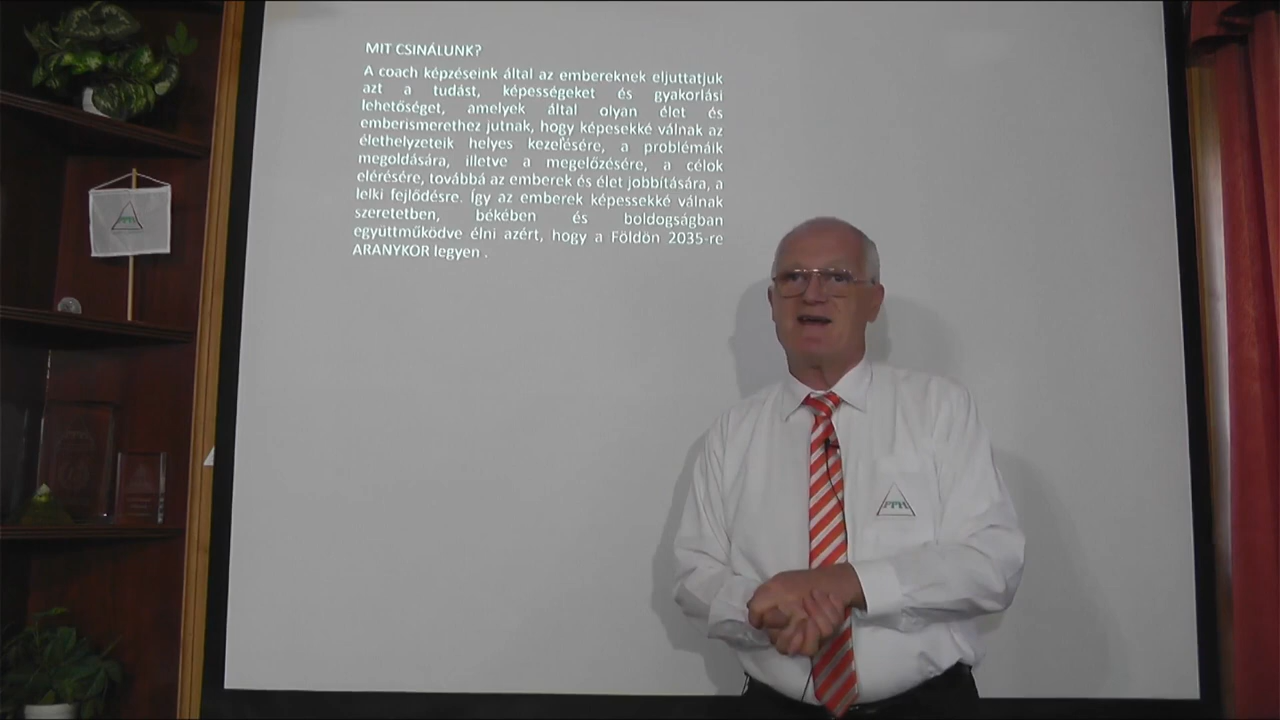 MIT CSINÁLUNK?
A coach képzéseink által az embereknek eljuttatjuk
azt a tudást, képességeket és gyakorlási
lehetőséget, amelyek által olyan élet és
emberismerethez jutnak, hogy képesekké válnak az
élethelyzeteik helyes kezelésére, a problémáik
megoldására, illetve a megelőzésére, a célok
elérésére, továbbá az emberek és élet jobbítására, a
lelki fejlődésre. Így az emberek képessekké válnak
szeretetben, békében és boldogságban
együttműködve élni azért, hogy a Földön 2035-re
ARANYKOR legyen .